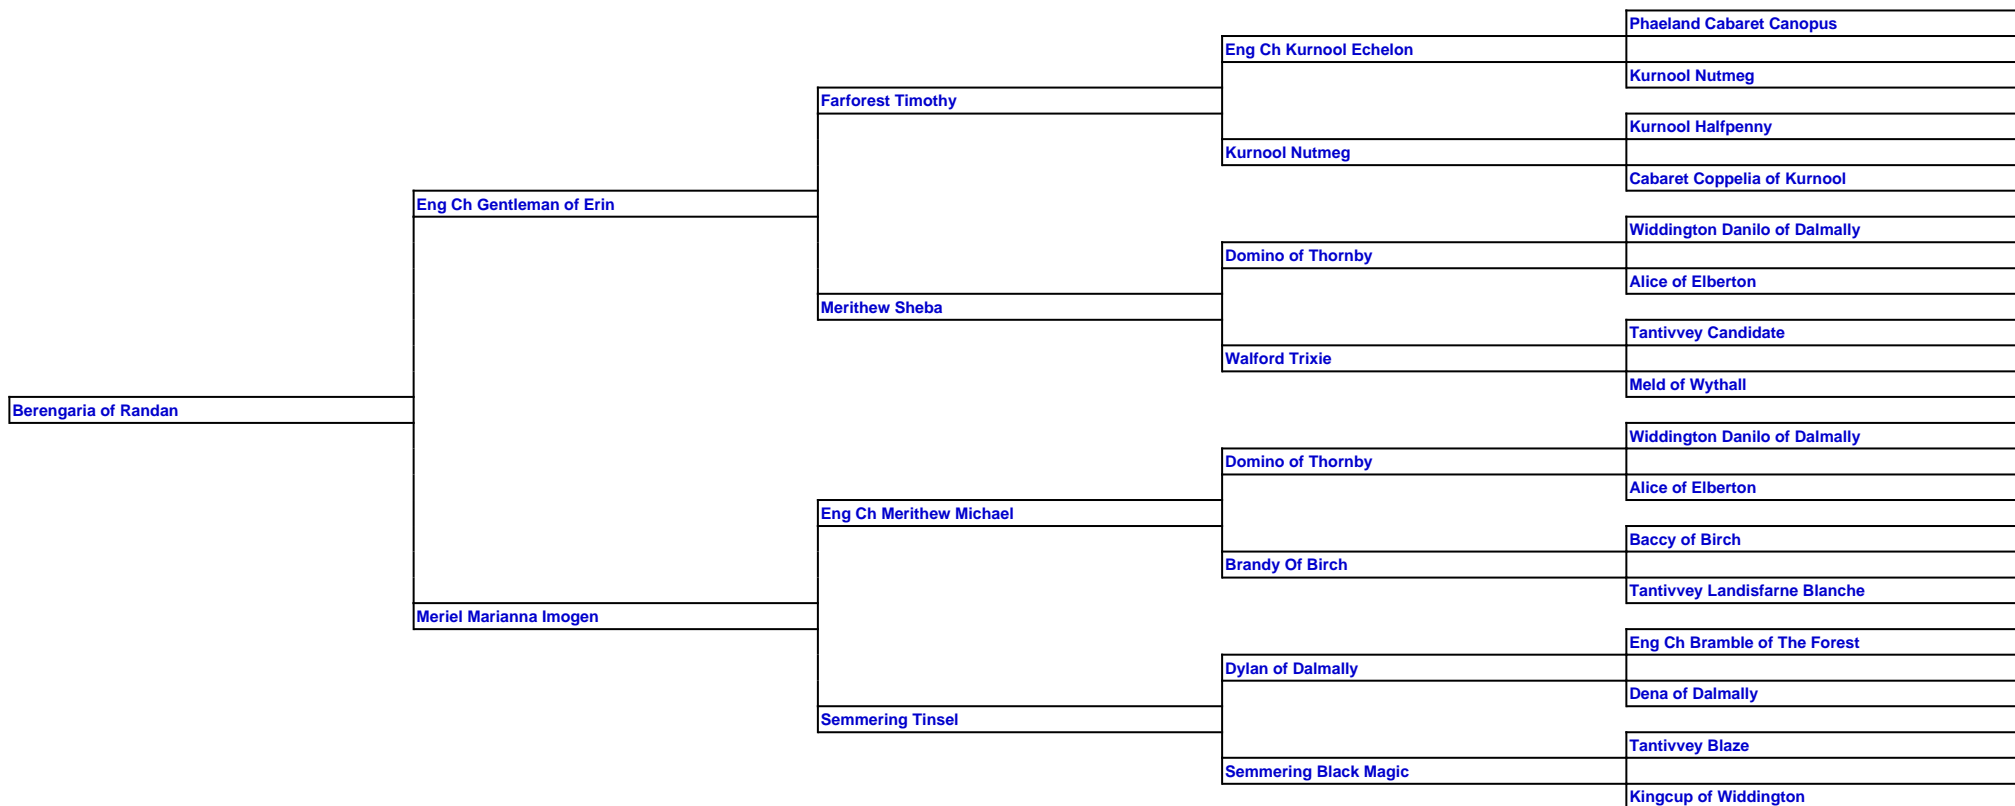 Phaeland Cabaret Canopus
Eng Ch Kurnool Echelon
Kurnool Nutmeg
Farforest Timothy
Kurnool Halfpenny
Kurnool Nutmeg
Cabaret Coppelia of Kurnool
Eng Ch Gentleman of Erin
Widdington Danilo of Dalmally
Domino of Thornby
Alice of Elberton
Merithew Sheba
Tantivvey Candidate
Walford Trixie
Meld of Wythall
Berengaria of Randan
Widdington Danilo of Dalmally
Domino of Thornby
Alice of Elberton
Eng Ch Merithew Michael
Baccy of Birch
Brandy Of Birch
Tantivvey Landisfarne Blanche
Meriel Marianna Imogen
Eng Ch Bramble of The Forest
Dylan of Dalmally
Dena of Dalmally
Semmering Tinsel
Tantivvey Blaze
Semmering Black Magic
Kingcup of Widdington